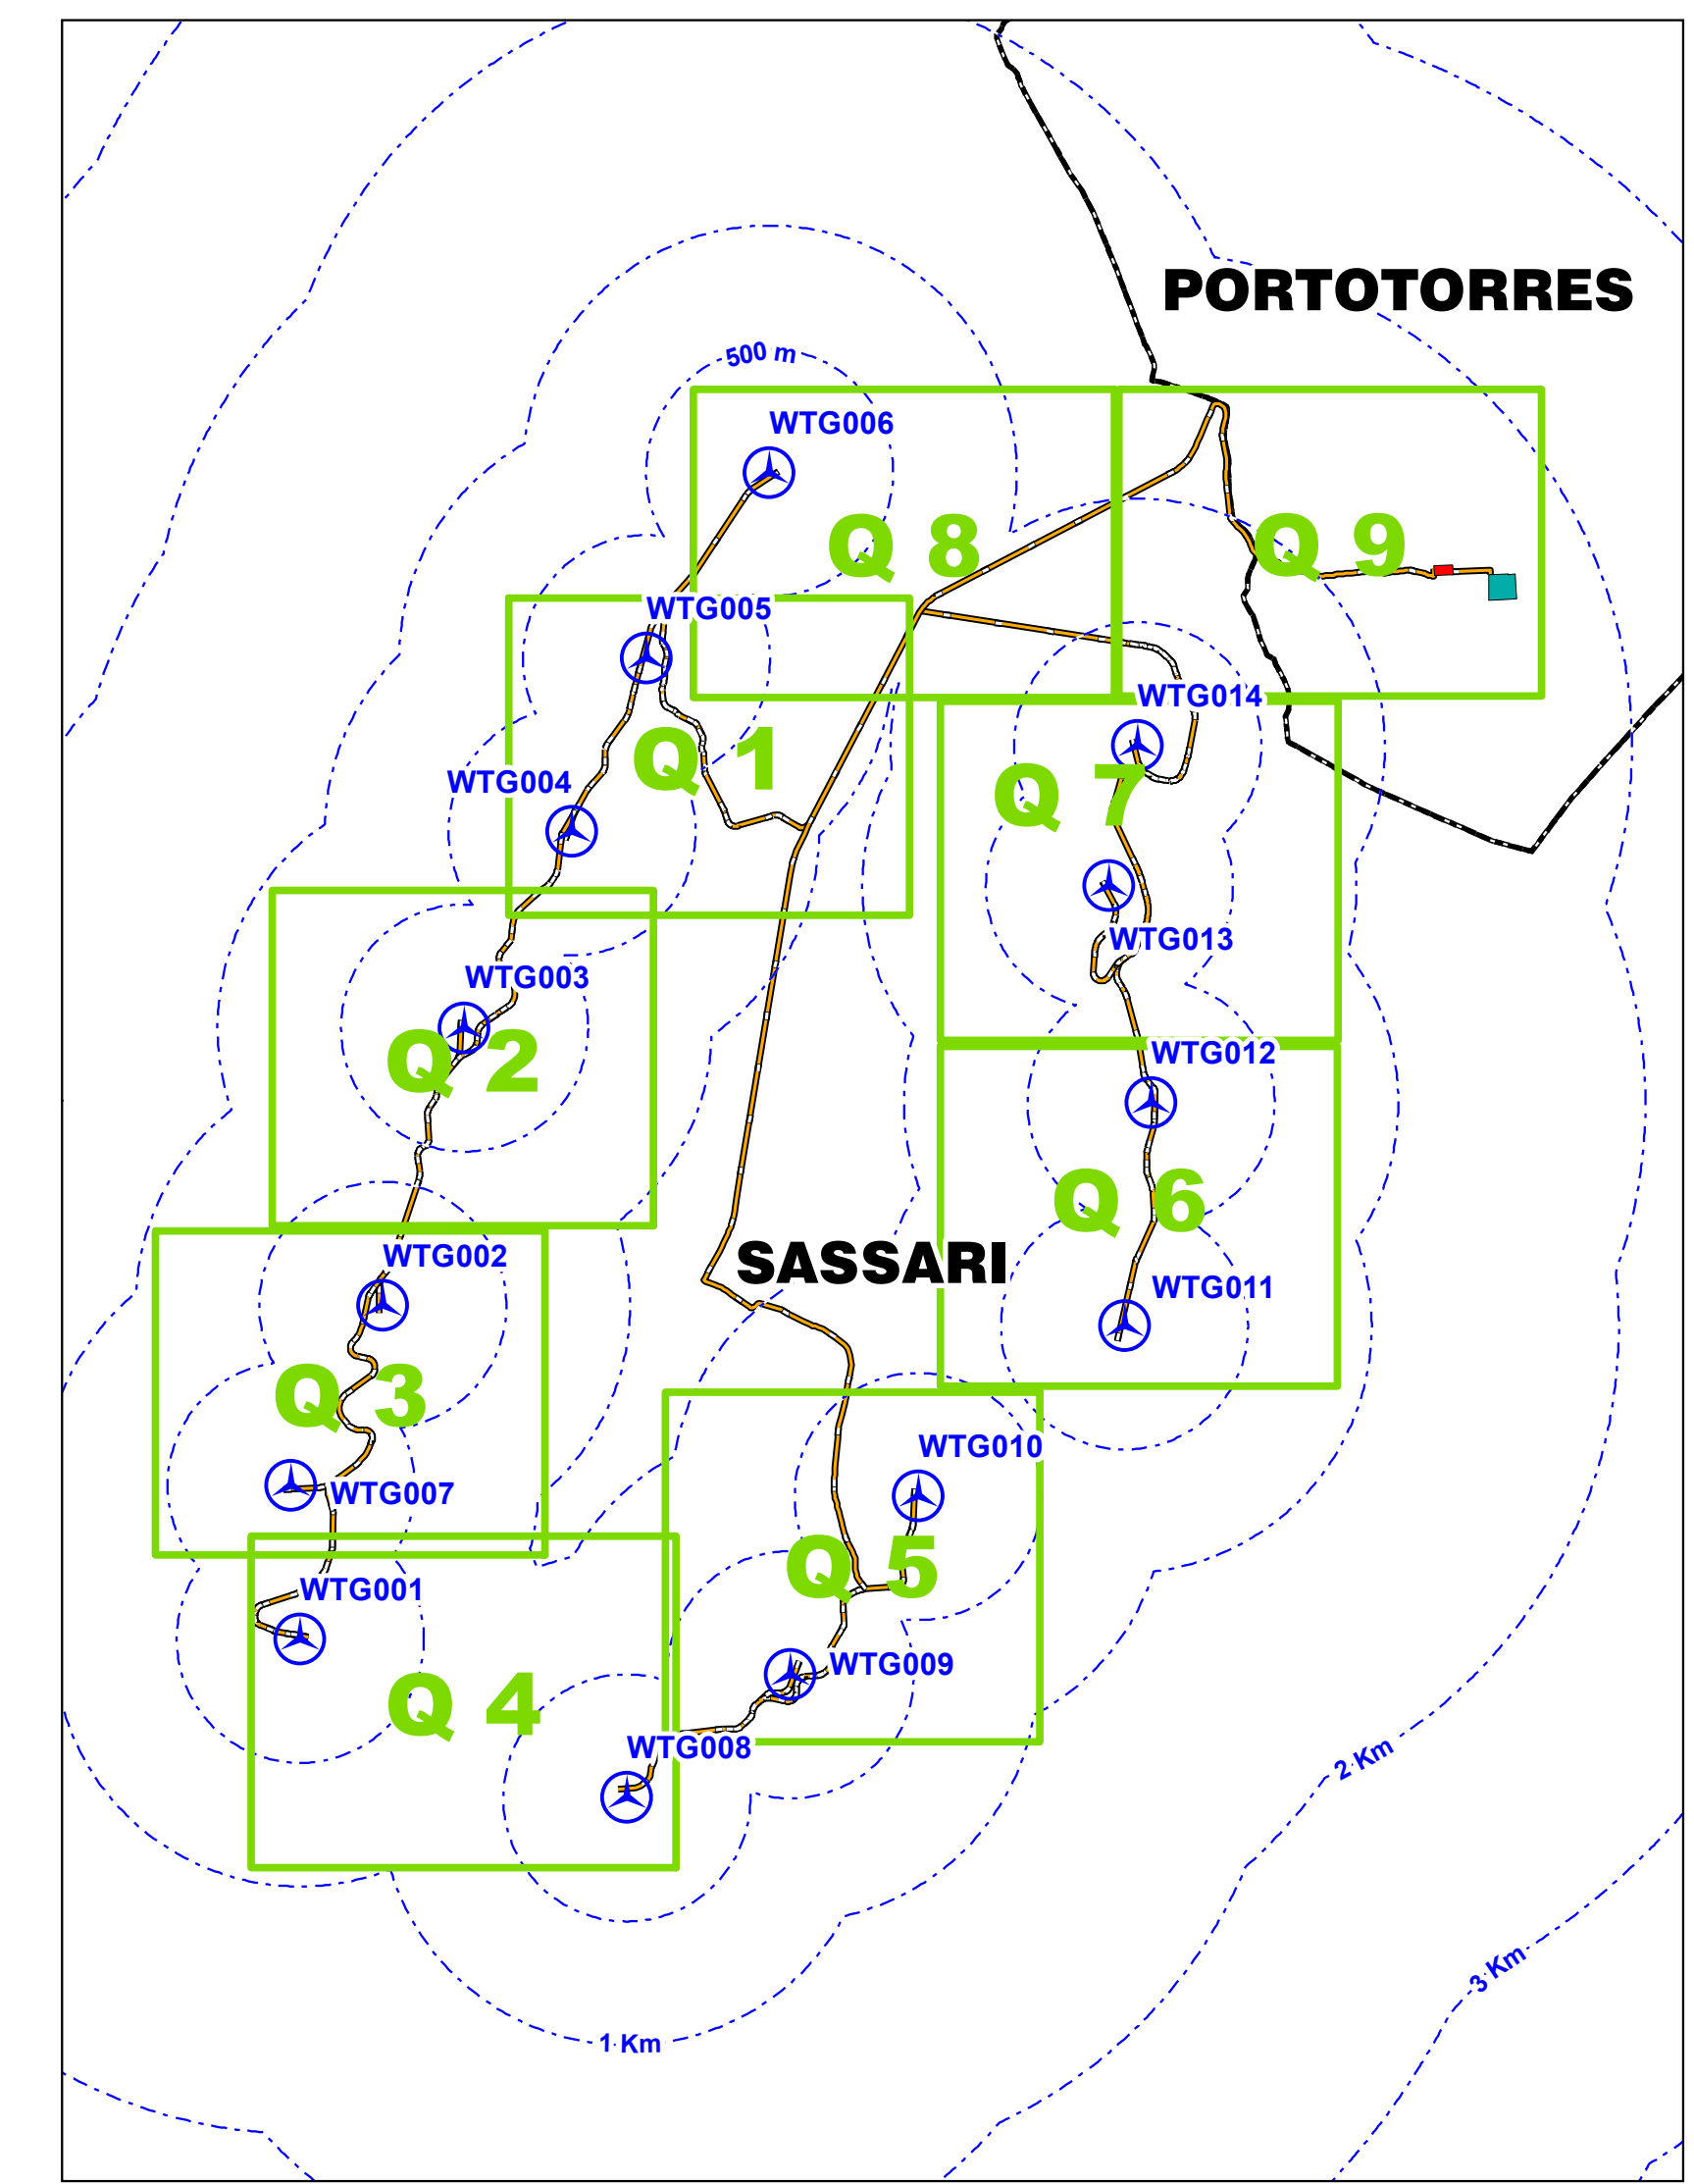 PORTOTORRES
500 m
WTG006
Q 8
Q 9
WTG005
WTG014
Q 1
WTG004
Q 7
WTG013
WTG003
Q 2
WTG012
Q 6
WTG002
SASSARI
WTG011
Q 3
WTG010
WTG007
Q 5
WTG001
WTG009
Q 4
WTG008
2 Km
3 Km
1 Km